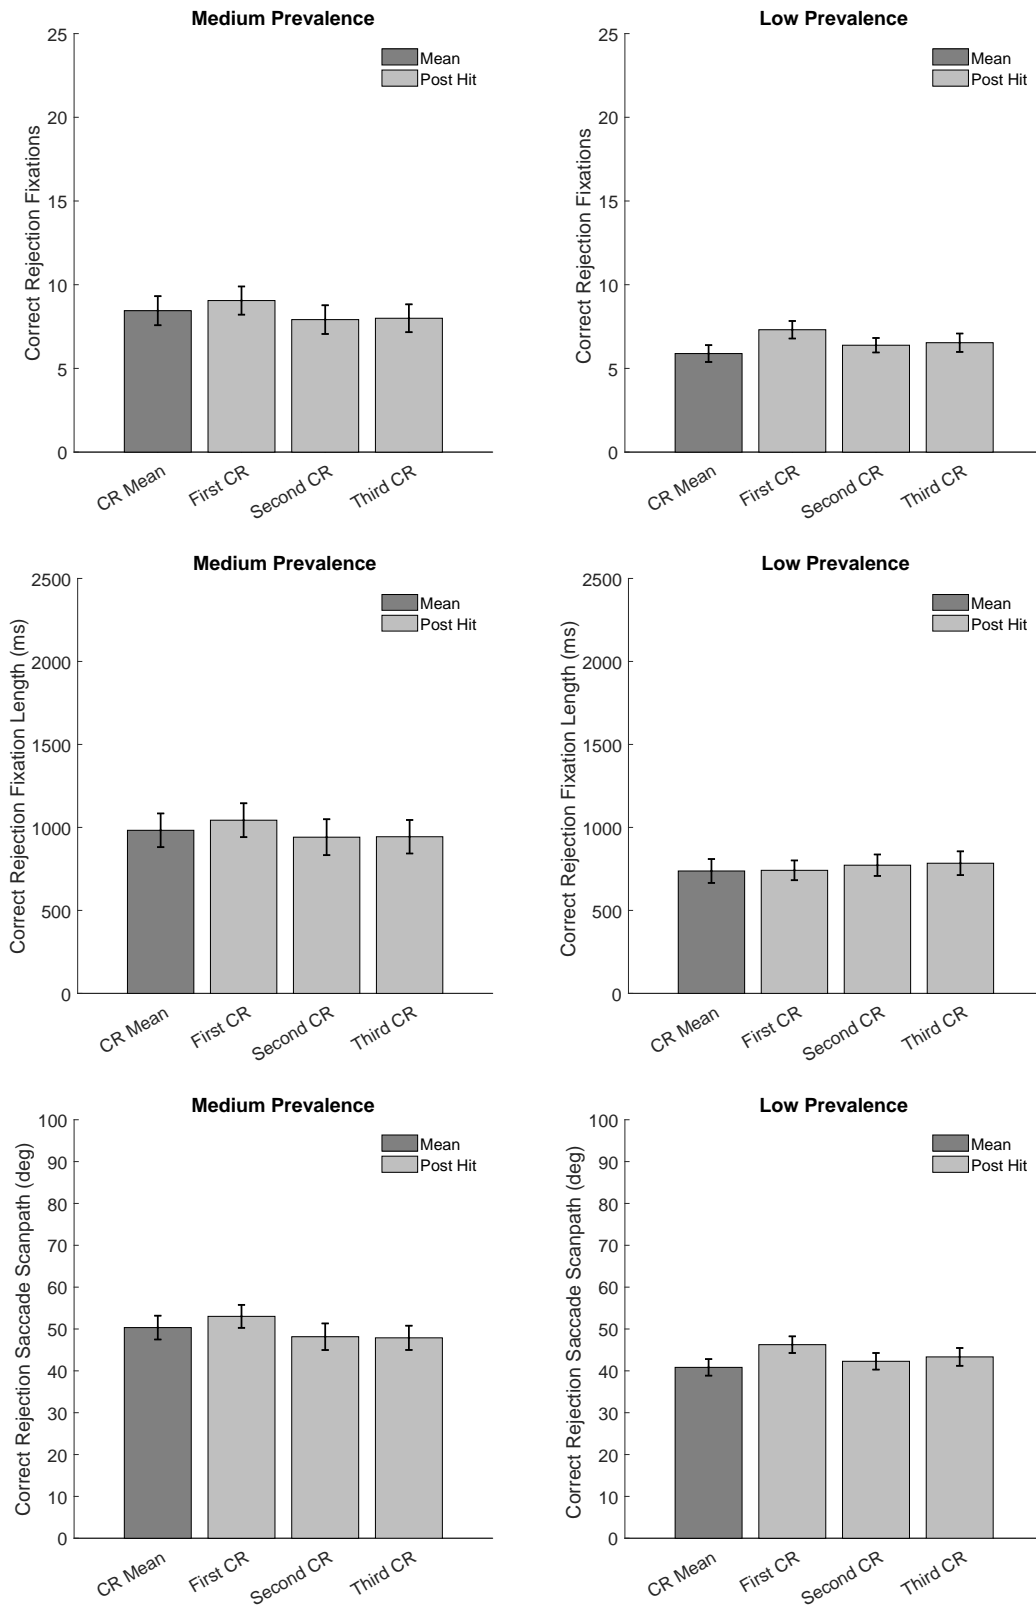 Medium Prevalence
Correct Rejection Fixations
25
20
15
10
5
0
Mean
Post Hit
CR Mean
First CR
Second CR
Third CR
Low Prevalence
Correct Rejection Fixations
25
20
15
10
5
0
Mean
Post Hit
CR Mean
First CR
Second CR
Third CR
Medium Prevalence
Correct Rejection Fixation Length (ms)
2500
2000
1500
1000
500
0
Mean
Post Hit
CR Mean
First CR
Second CR
Third CR
Low Prevalence
Correct Rejection Fixation Length (ms)
2500
2000
1500
1000
500
0
Mean
Post Hit
CR Mean
First CR
Second CR
Third CR
Medium Prevalence
Correct Rejection Saccade Scanpath (deg)
100
90
80
70
60
50
40
30
20
10
0
Mean
Post Hit
CR Mean
First CR
Second CR
Third CR
Low Prevalence
Correct Rejection Saccade Scanpath (deg)
100
90
80
70
60
50
40
30
20
10
0
Mean
Post Hit
CR Mean
First CR
Second CR
Third CR